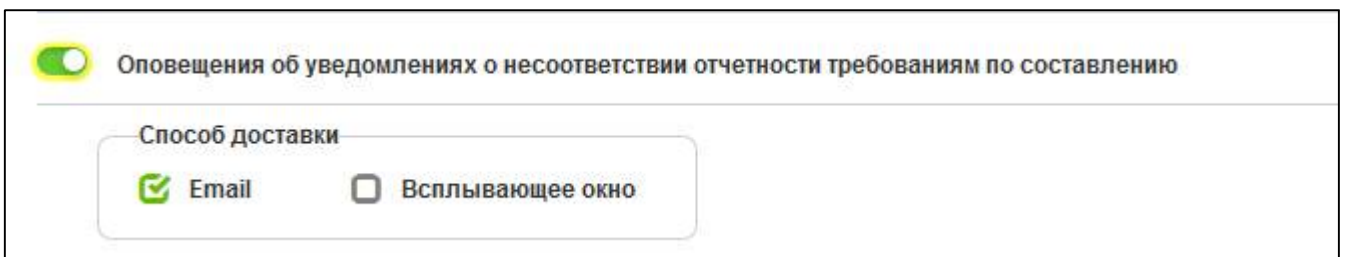 Оповещения об уведомлениях о несоответствии отчетности требованиям по составлению
Способ доставки
Email Всплывающее окно